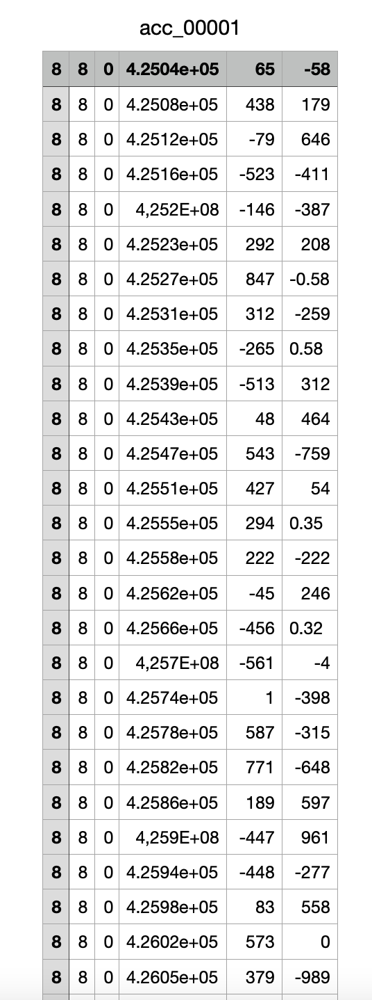 acc_00001
8 8 0 4.2504e+05 65 -58
8 8 0 4.2508e+05 438 179
8 8 0 4.2512e+05 -79 646
8 8 0 4.2516e+05 -523 -411
8 8 0 4,252E+08 -146 -387
8 8 0 4.2523e+05 292 208
8 8 0 4.2527e+05 847 -0.58
8 8 0 4.2531e+05 312 -259
8 8 0 4.2535e+05 -265 0.58
8 8 0 4.2539e+05 -513 312
8 8 0 4.2543e+05 48 464
8 8 0 4.2547e+05 543 -759
8 8 0 4.2551e+05 427 54
8 8 0 4.2555e+05 294 0.35
8 8 0 4.2558e+05 222 -222
8 8 0 4.2562e+05 -45 246
8 8 0 4.2566e+05 -456 0.32
8 8 0 4,257E+08 -561 -4
8 8 0 4.2574e+05 1 -398
8 8 0 4.2578e+05 587 -315
8 8 0 4.2582e+05 771 -648
8 8 0 4.2586e+05 189 597
8 8 0 4,259E+08 -447 961
8 8 0 4.2594e+05 -448 -277
8 8 0 4.2598e+05 83 558
8 8 0 4.2602e+05 573 0
8 8 0 4.2605e+05 379 -989